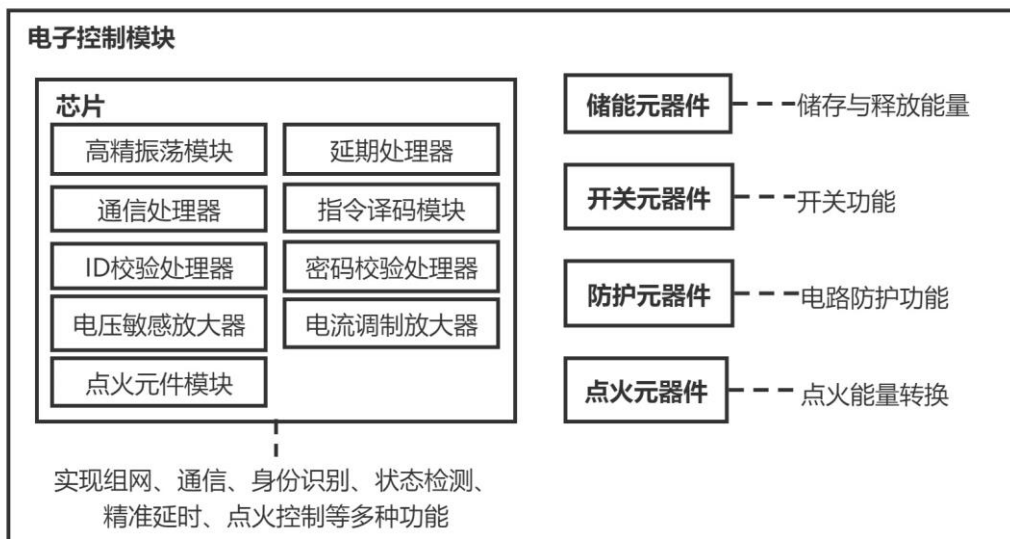 电子控制模块
芯片
高精振荡模块
延期处理器
通信处理器
指令译码模块
ID校验处理器
密码校验处理器
电压敏感放大器
电流调制放大器
点火元件模块
实现组网、通信、身份识别、状态检测、
精准延时、点火控制等多种功能
储能元器件
储存与释放能量
开关元器件
开关功能
防护元器件
电路防护功能
点火元器件
点火能量转换